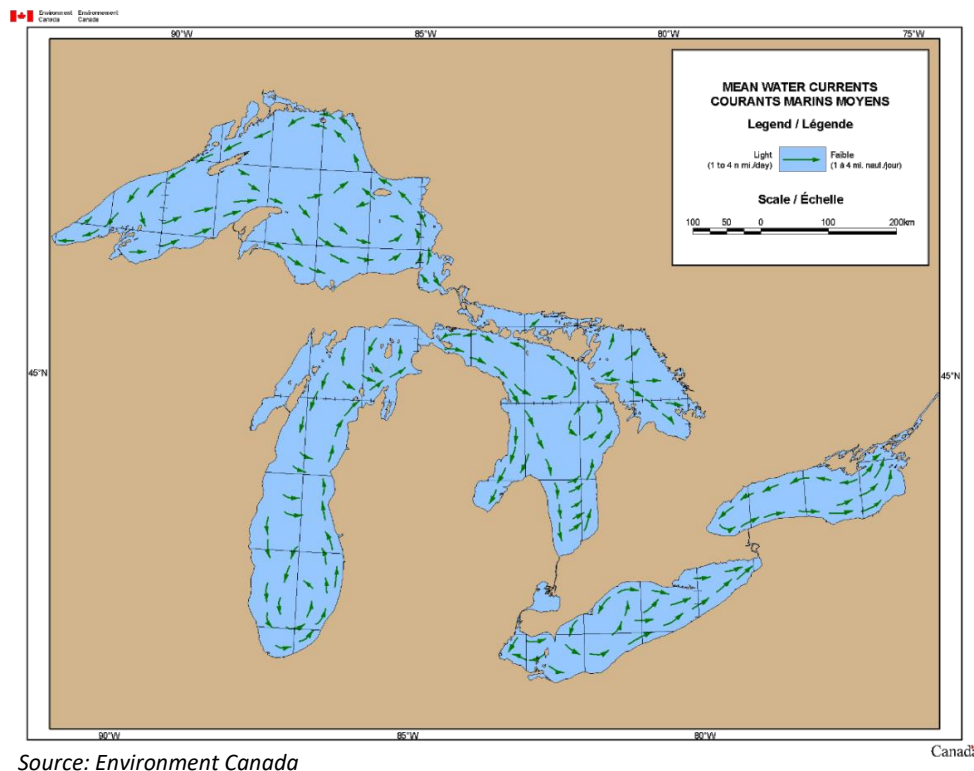 Environment Environnement
Canada Canada
90°W 85°W 80°W 75°W
MEAN WATER CURRENTS
COURANTS MARINS MOYENS
Legend / Légende
Light Faible
(1 to 4 n mi./day) (1 à 4 mi. naut./jour)
Scale / Échelle
100 50 0 100 200km
45°N 45°N
90°W 85°W 80°W
Canada
Source: Environment Canada